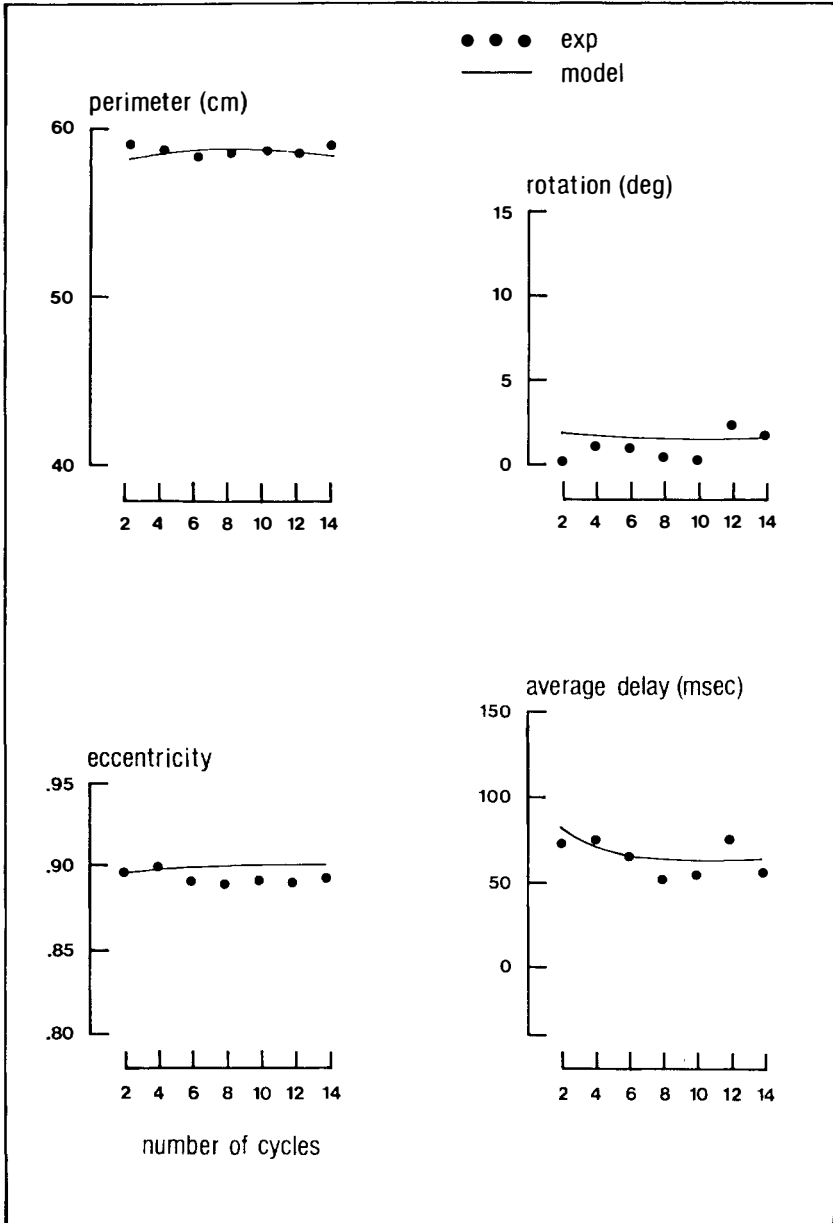 exp
model
perimeter (cm)
60
50
40
2 4 6 8 10 12 14
rotation (deg)
15
10
5
0
2 4 6 8 10 12 14
eccentricity
.95
.90
.85
.80
2 4 6 8 10 12 14
number of cycles
average delay (msec)
150
100
50
0
2 4 6 8 10 12 14